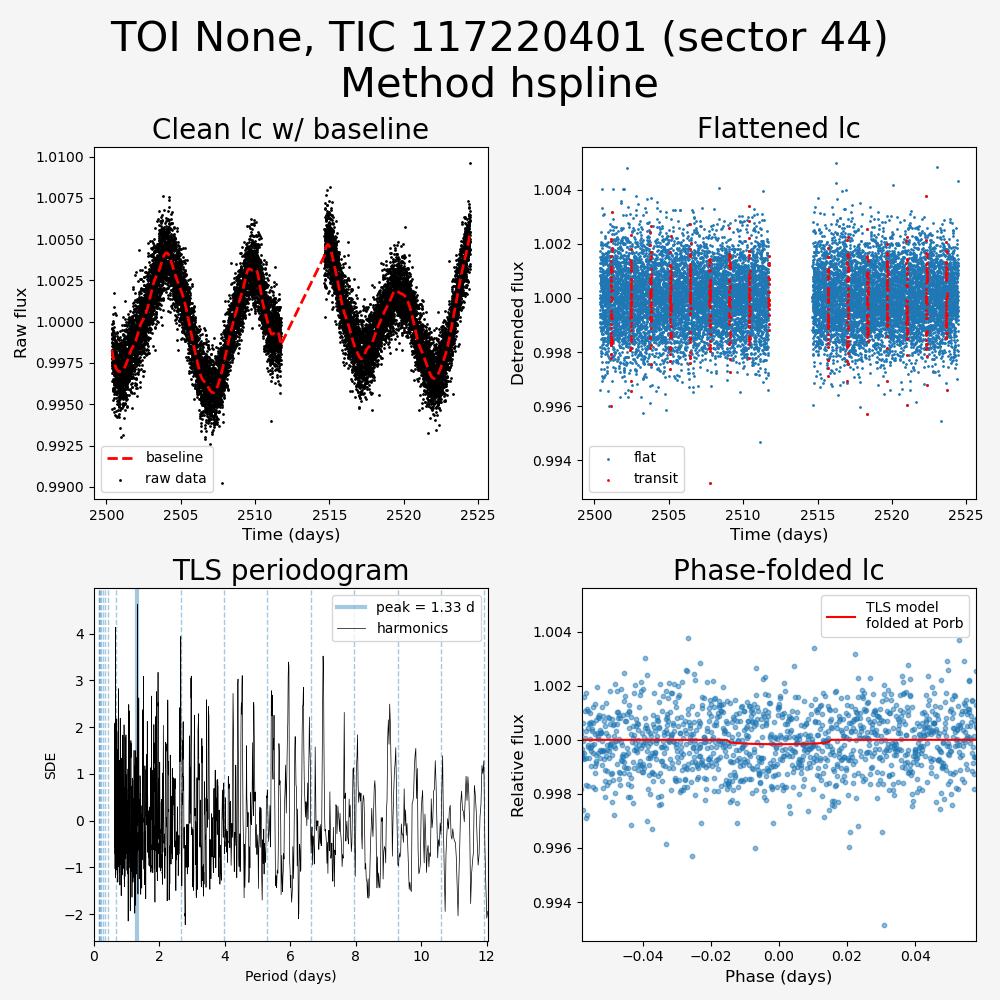 TOI None, TIC 117220401 (sector 44)
Method hspline
Clean lc w/ baseline
Raw flux
1.0100
1.0075
1.0050
1.0025
1.0000
0.9975
0.9950
0.9925
0.9900
baseline
raw data
2500
2505
2510
2515
2520
2525
Time (days)
Flattened lc
Detrended flux
1.004
1.002
1.000
0.998
0.996
0.994
flat
transit
2500
2505
2510
2515
2520
2525
Time (days)
TLS periodogram
SDE
4
3
2
1
0
−1
−2
peak = 1.33 d
harmonics
0
2
4
6
8
10
12
Period (days)
Phase-folded lc
Relative flux
1.004
1.002
1.000
0.998
0.996
0.994
TLS model
folded at Porb
−0.04
−0.02
0.00
0.02
0.04
Phase (days)